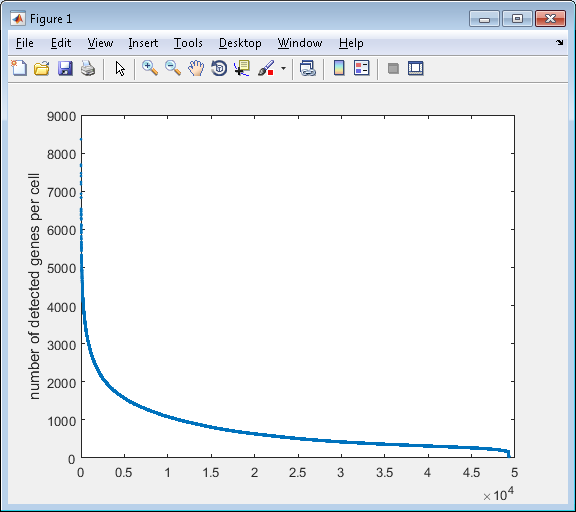 Figure 1
File Edit View Insert Tools Desktop Window Help
9000
8000
7000
6000
5000
4000
3000
2000
1000
0
number of detected genes per cell
0 0.5 1 1.5 2 2.5 3 3.5 4 4.5 5
×10^4